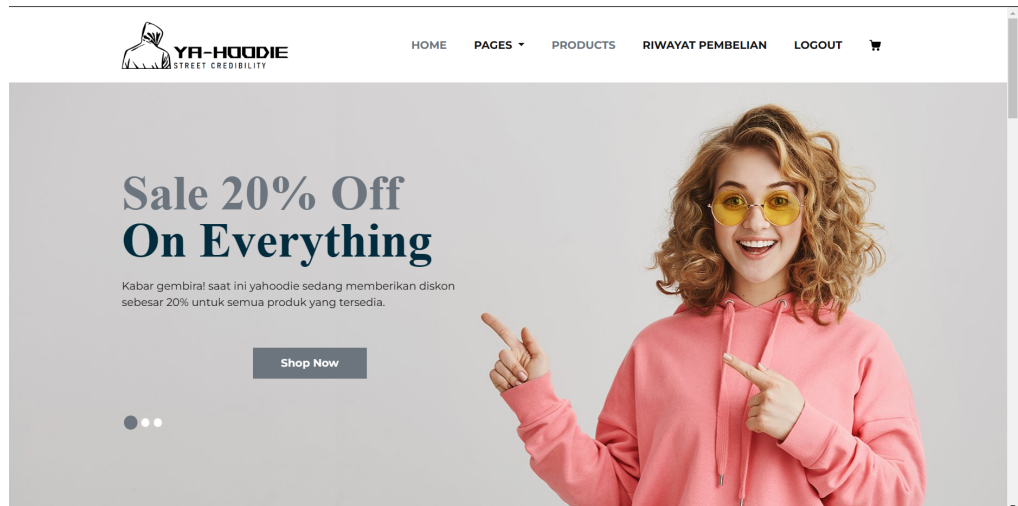 YA-HOODIE
STREET CREDIBILITY
HOME PAGES PRODUCTS RIWAYAT PEMBELIAN LOGOUT
Sale 20% Off
On Everything
Kabar gembira! saat ini yahoodie sedang memberikan diskon
sebesar 20% untuk semua produk yang tersedia.
Shop Now